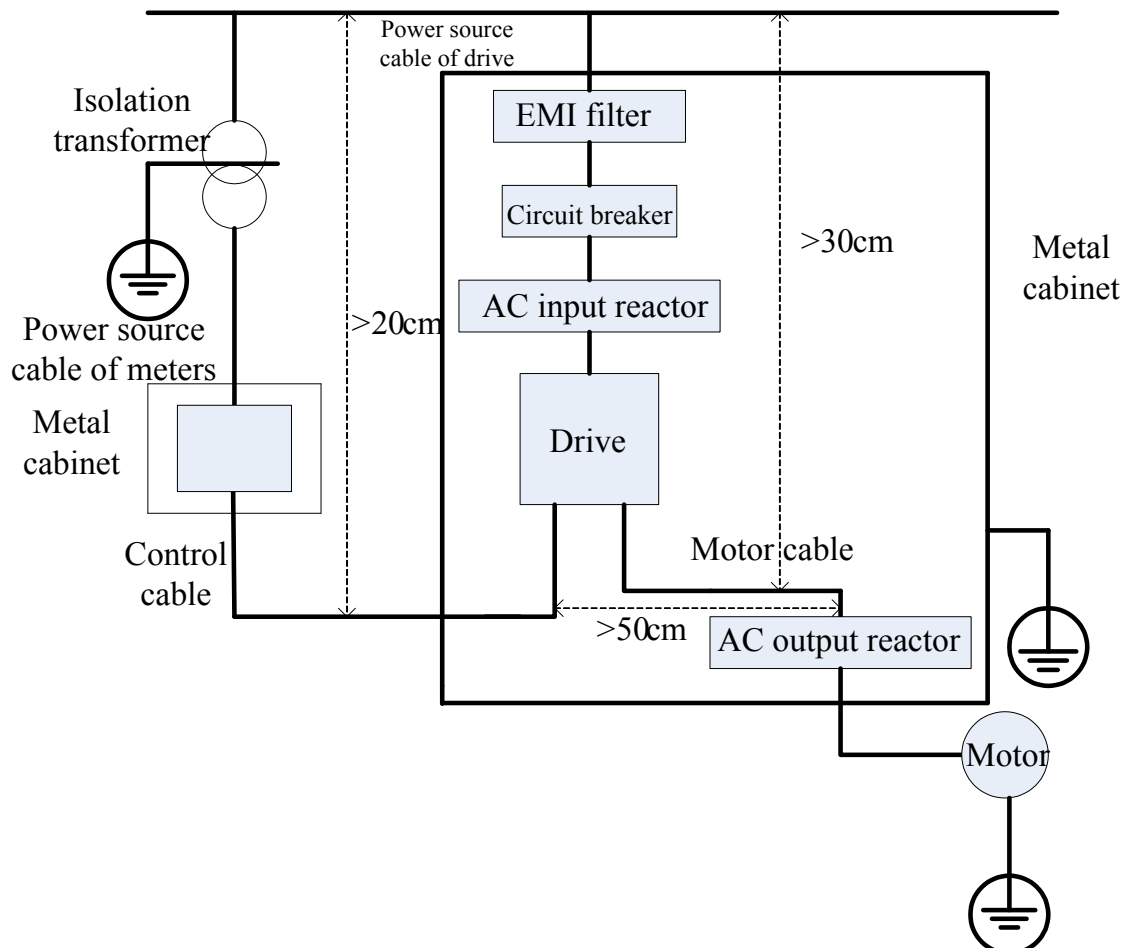 Power source
cable of drive
Isolation
transformer
EMI filter
Circuit breaker
>30cm
Metal
cabinet
AC input reactor
>20cm
Power source
cable of meters
Metal
cabinet
Drive
Control
cable
Motor cable
>50cm
AC output reactor
Motor